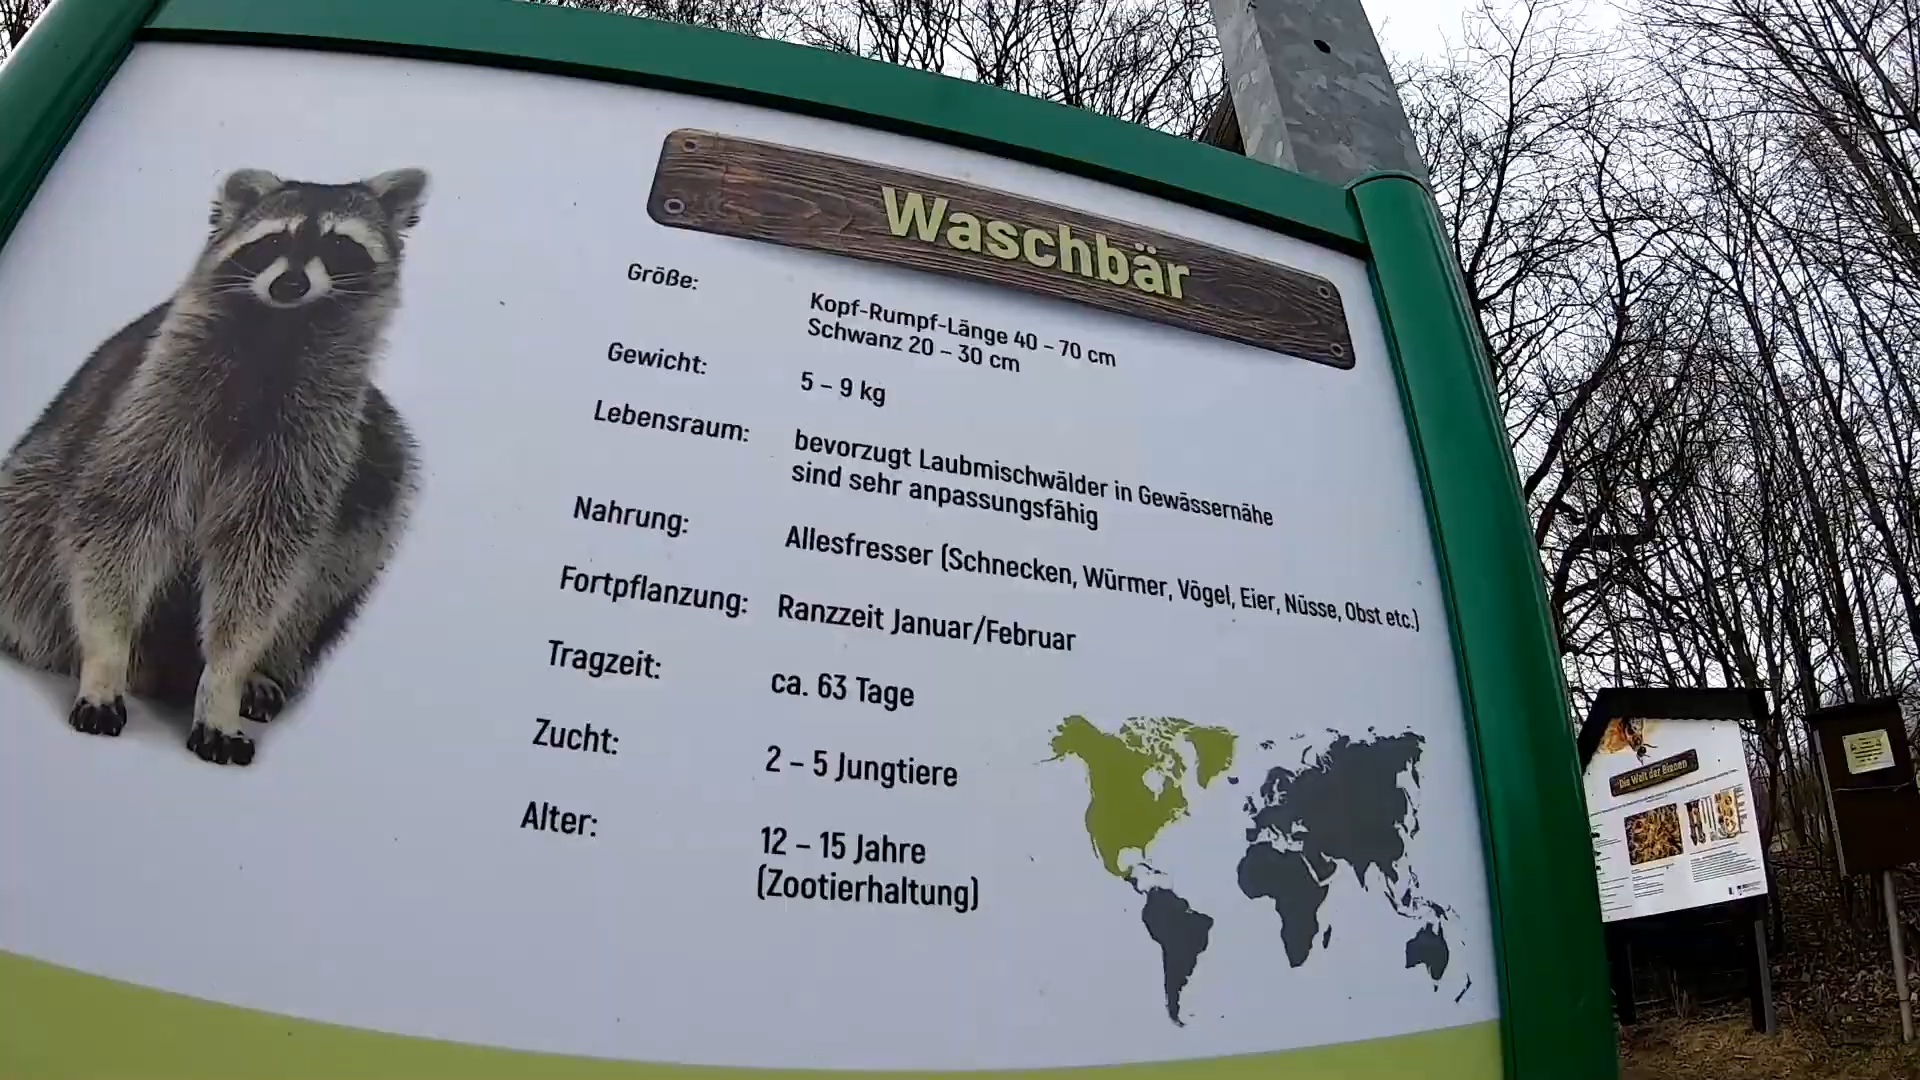 Waschbär
Größe:
Kopf-Rumpf-Länge 40 – 70 cm
Schwanz 20 – 30 cm
Gewicht:
5 – 9 kg
Lebensraum:
bevorzugt Laubmischwälder in Gewässernähe
sind sehr anpassungsfähig
Nahrung:
Allesfresser (Schnecken, Würmer, Vögel, Eier, Nüsse, Obst etc.)
Fortpflanzung:
Ranzzeit Januar/Februar
Tragzeit:
ca. 63 Tage
Zucht:
2 – 5 Jungtiere
Alter:
12 – 15 Jahre
(Zootierhaltung)
Die Welt der Bienen